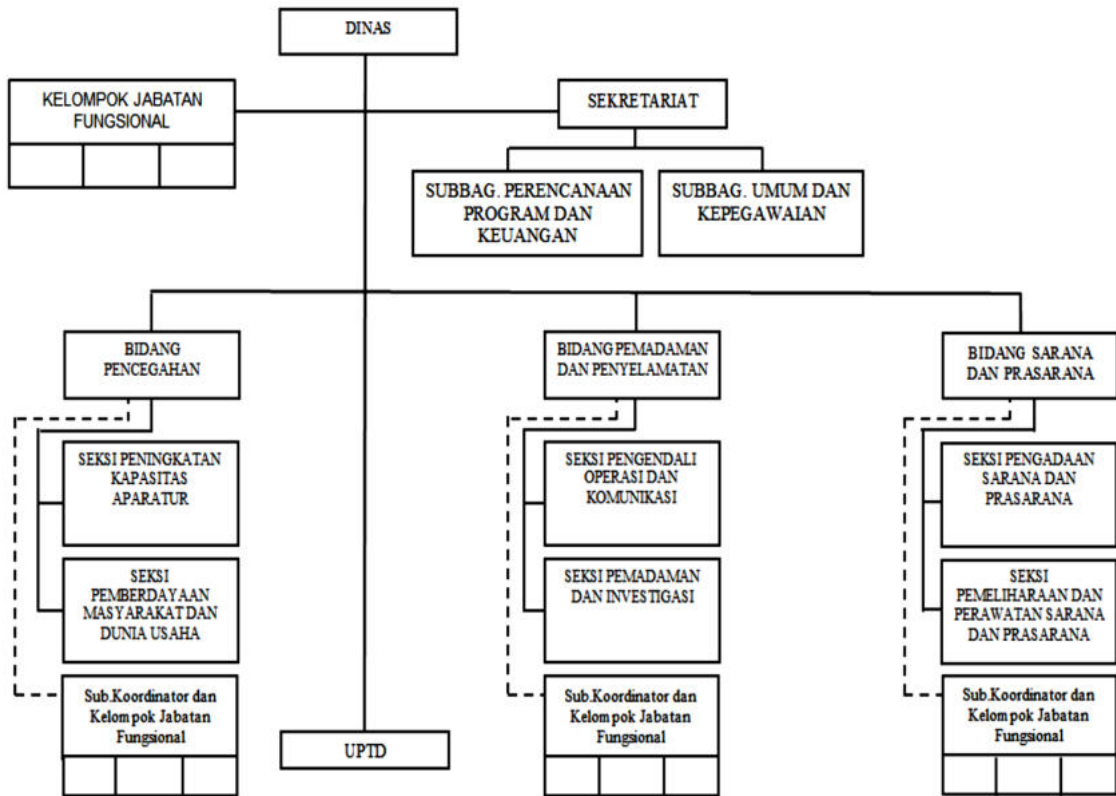 DINAS
KELOMPOK JABATAN
FUNGSIONAL
SEKRETARIAT
SUBBAG. PERENCANAAN
PROGRAM DAN
KEUANGAN
SUBBAG. UMUM DAN
KEPEGAWAIAN
BIDANG
PENCEGAHAN
SEKSI PENINGKATAN
KAPASITAS
APARATUR
SEKSI
PEMBERDAYAAN
MASYARAKAT DAN
DUNIA USAHA
Sub.Koordinator dan
Kelompok Jabatan
Fungsional
BIDANG PEMADAMAN
DAN PENYELAMATAN
SEKSI PENGENDALI
OPERASI DAN
KOMUNIKASI
SEKSI PEMADAMAN
DAN INVESTIGASI
Sub.Koordinator dan
Kelompok Jabatan
Fungsional
BIDANG SARANA
DAN PRASARANA
SEKSI PENGADAAN
SARANA DAN
PRASARANA
SEKSI
PEMELIHARAAN DAN
PERAWATAN SARANA
DAN PRASARANA
Sub.Koordinator dan
Kelompok Jabatan
Fungsional
UPTD